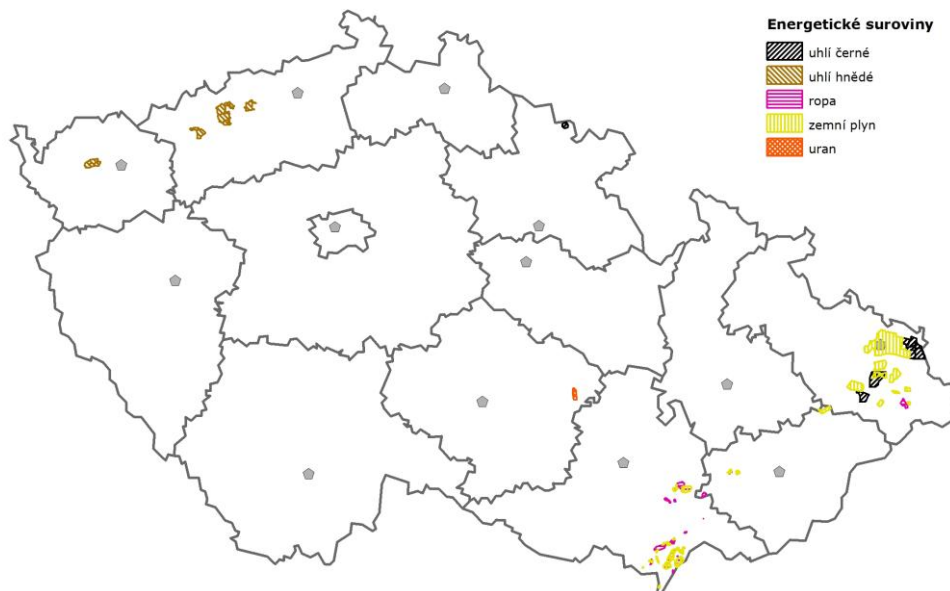 Energetické suroviny
uhlí černé
uhlí hnědé
ropa
zemní plyn
uran